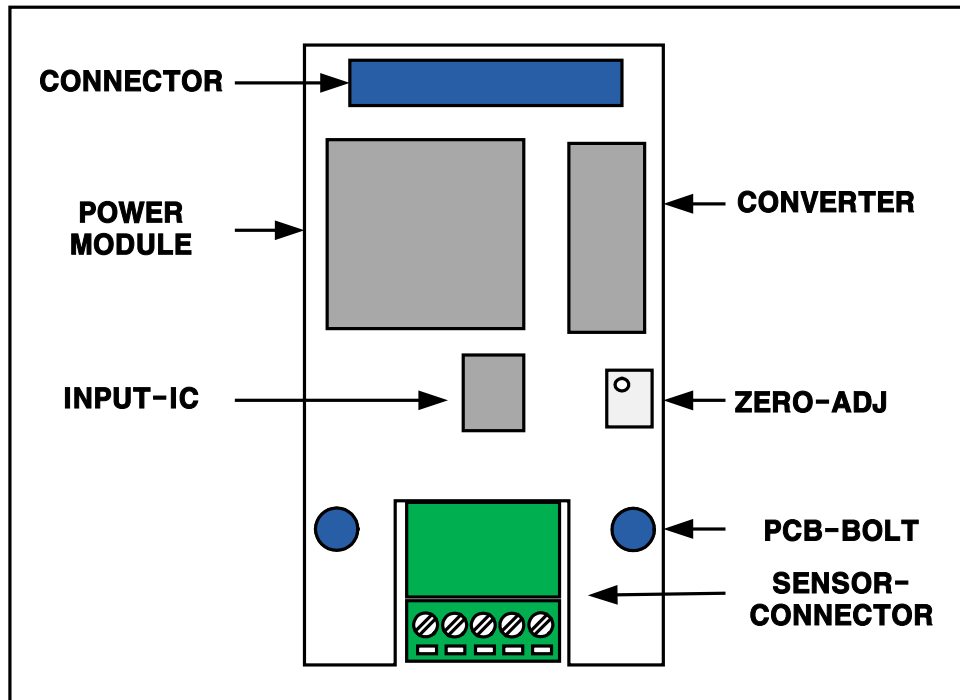 CONNECTOR
POWER
MODULE
CONVERTER
INPUT-IC
ZERO-ADJ
PCB-BOLT
SENSOR-
CONNECTOR